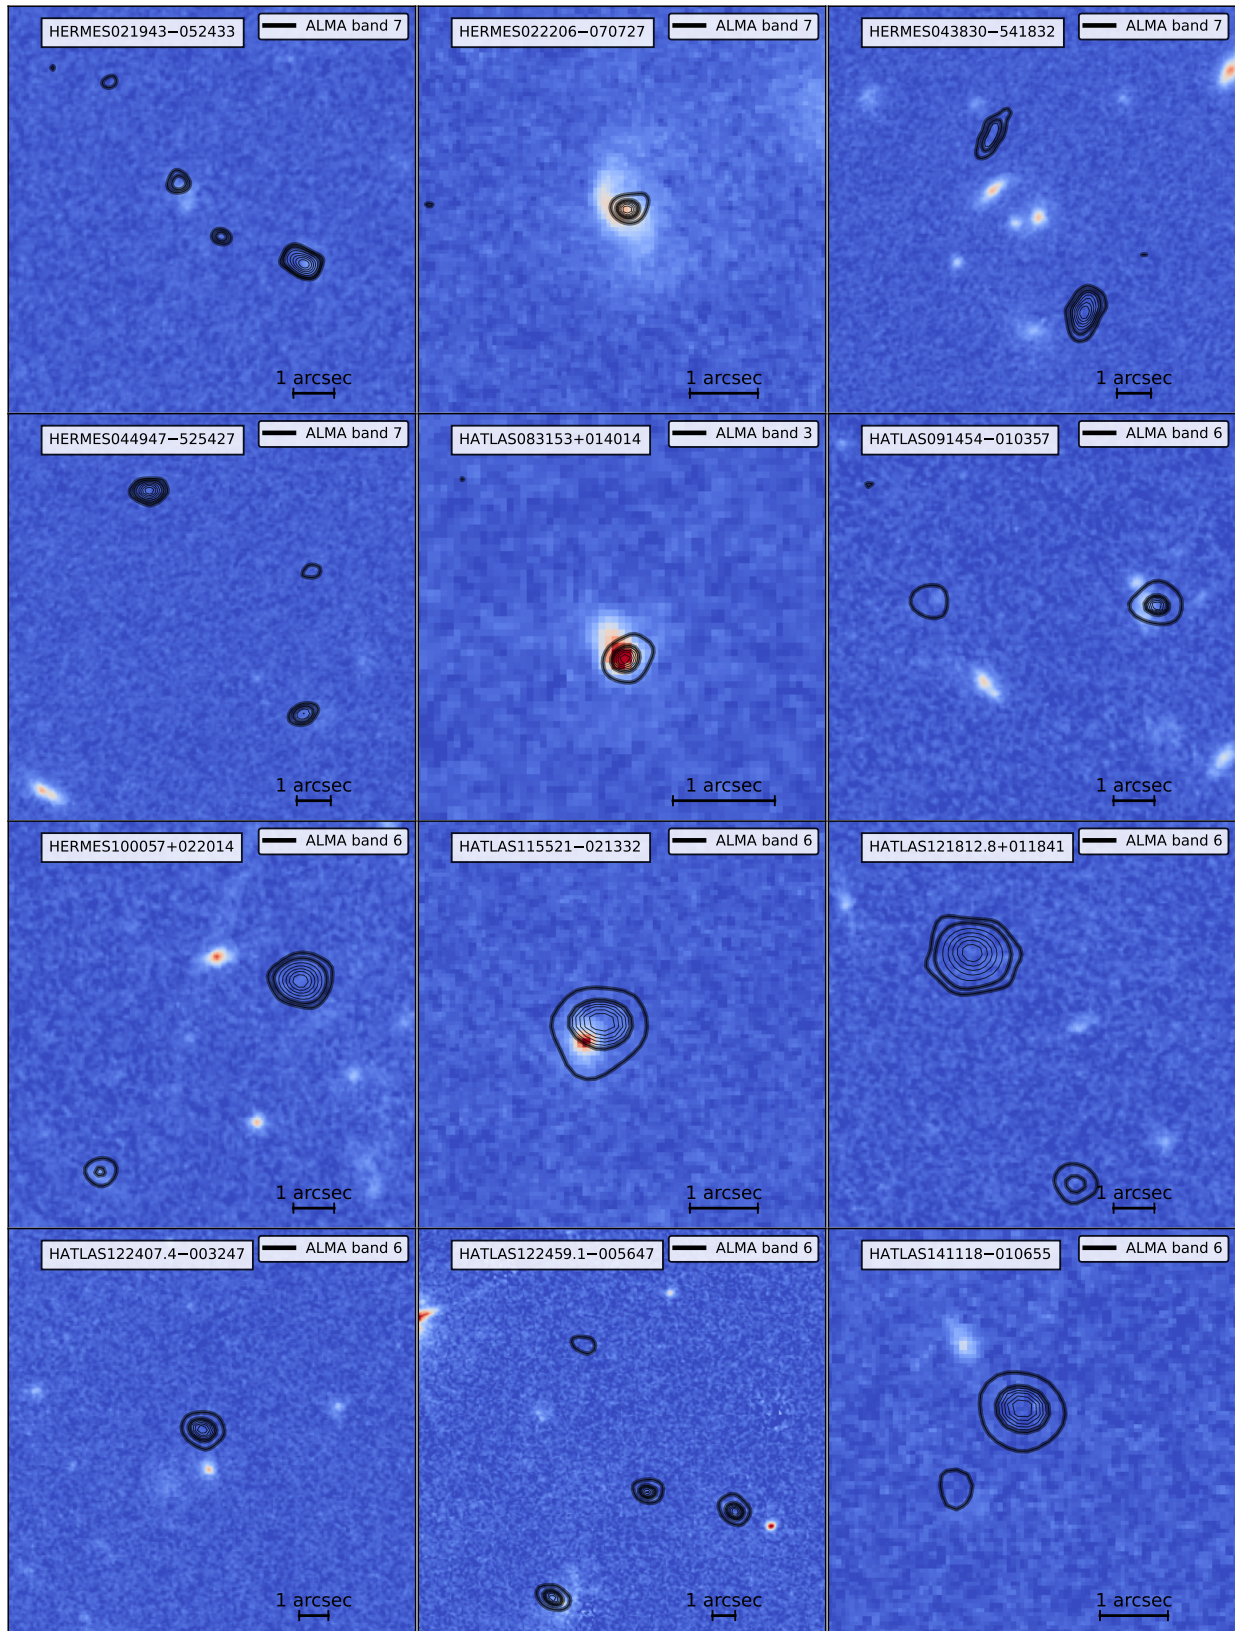 HERMES021943−052433
ALMA band 7
1 arcsec
HERMES022206−070727
ALMA band 7
1 arcsec
HERMES043830−541832
ALMA band 7
1 arcsec
HERMES044947−525427
ALMA band 7
1 arcsec
HATLAS083153+014014
ALMA band 3
1 arcsec
HATLAS091454−010357
ALMA band 6
1 arcsec
HERMES100057+022014
ALMA band 6
1 arcsec
HATLAS115521−021332
ALMA band 6
1 arcsec
HATLAS121812.8+011841
ALMA band 6
1 arcsec
HATLAS122407.4−003247
ALMA band 6
1 arcsec
HATLAS122459.1−005647
ALMA band 6
1 arcsec
HATLAS141118−010655
ALMA band 6
1 arcsec